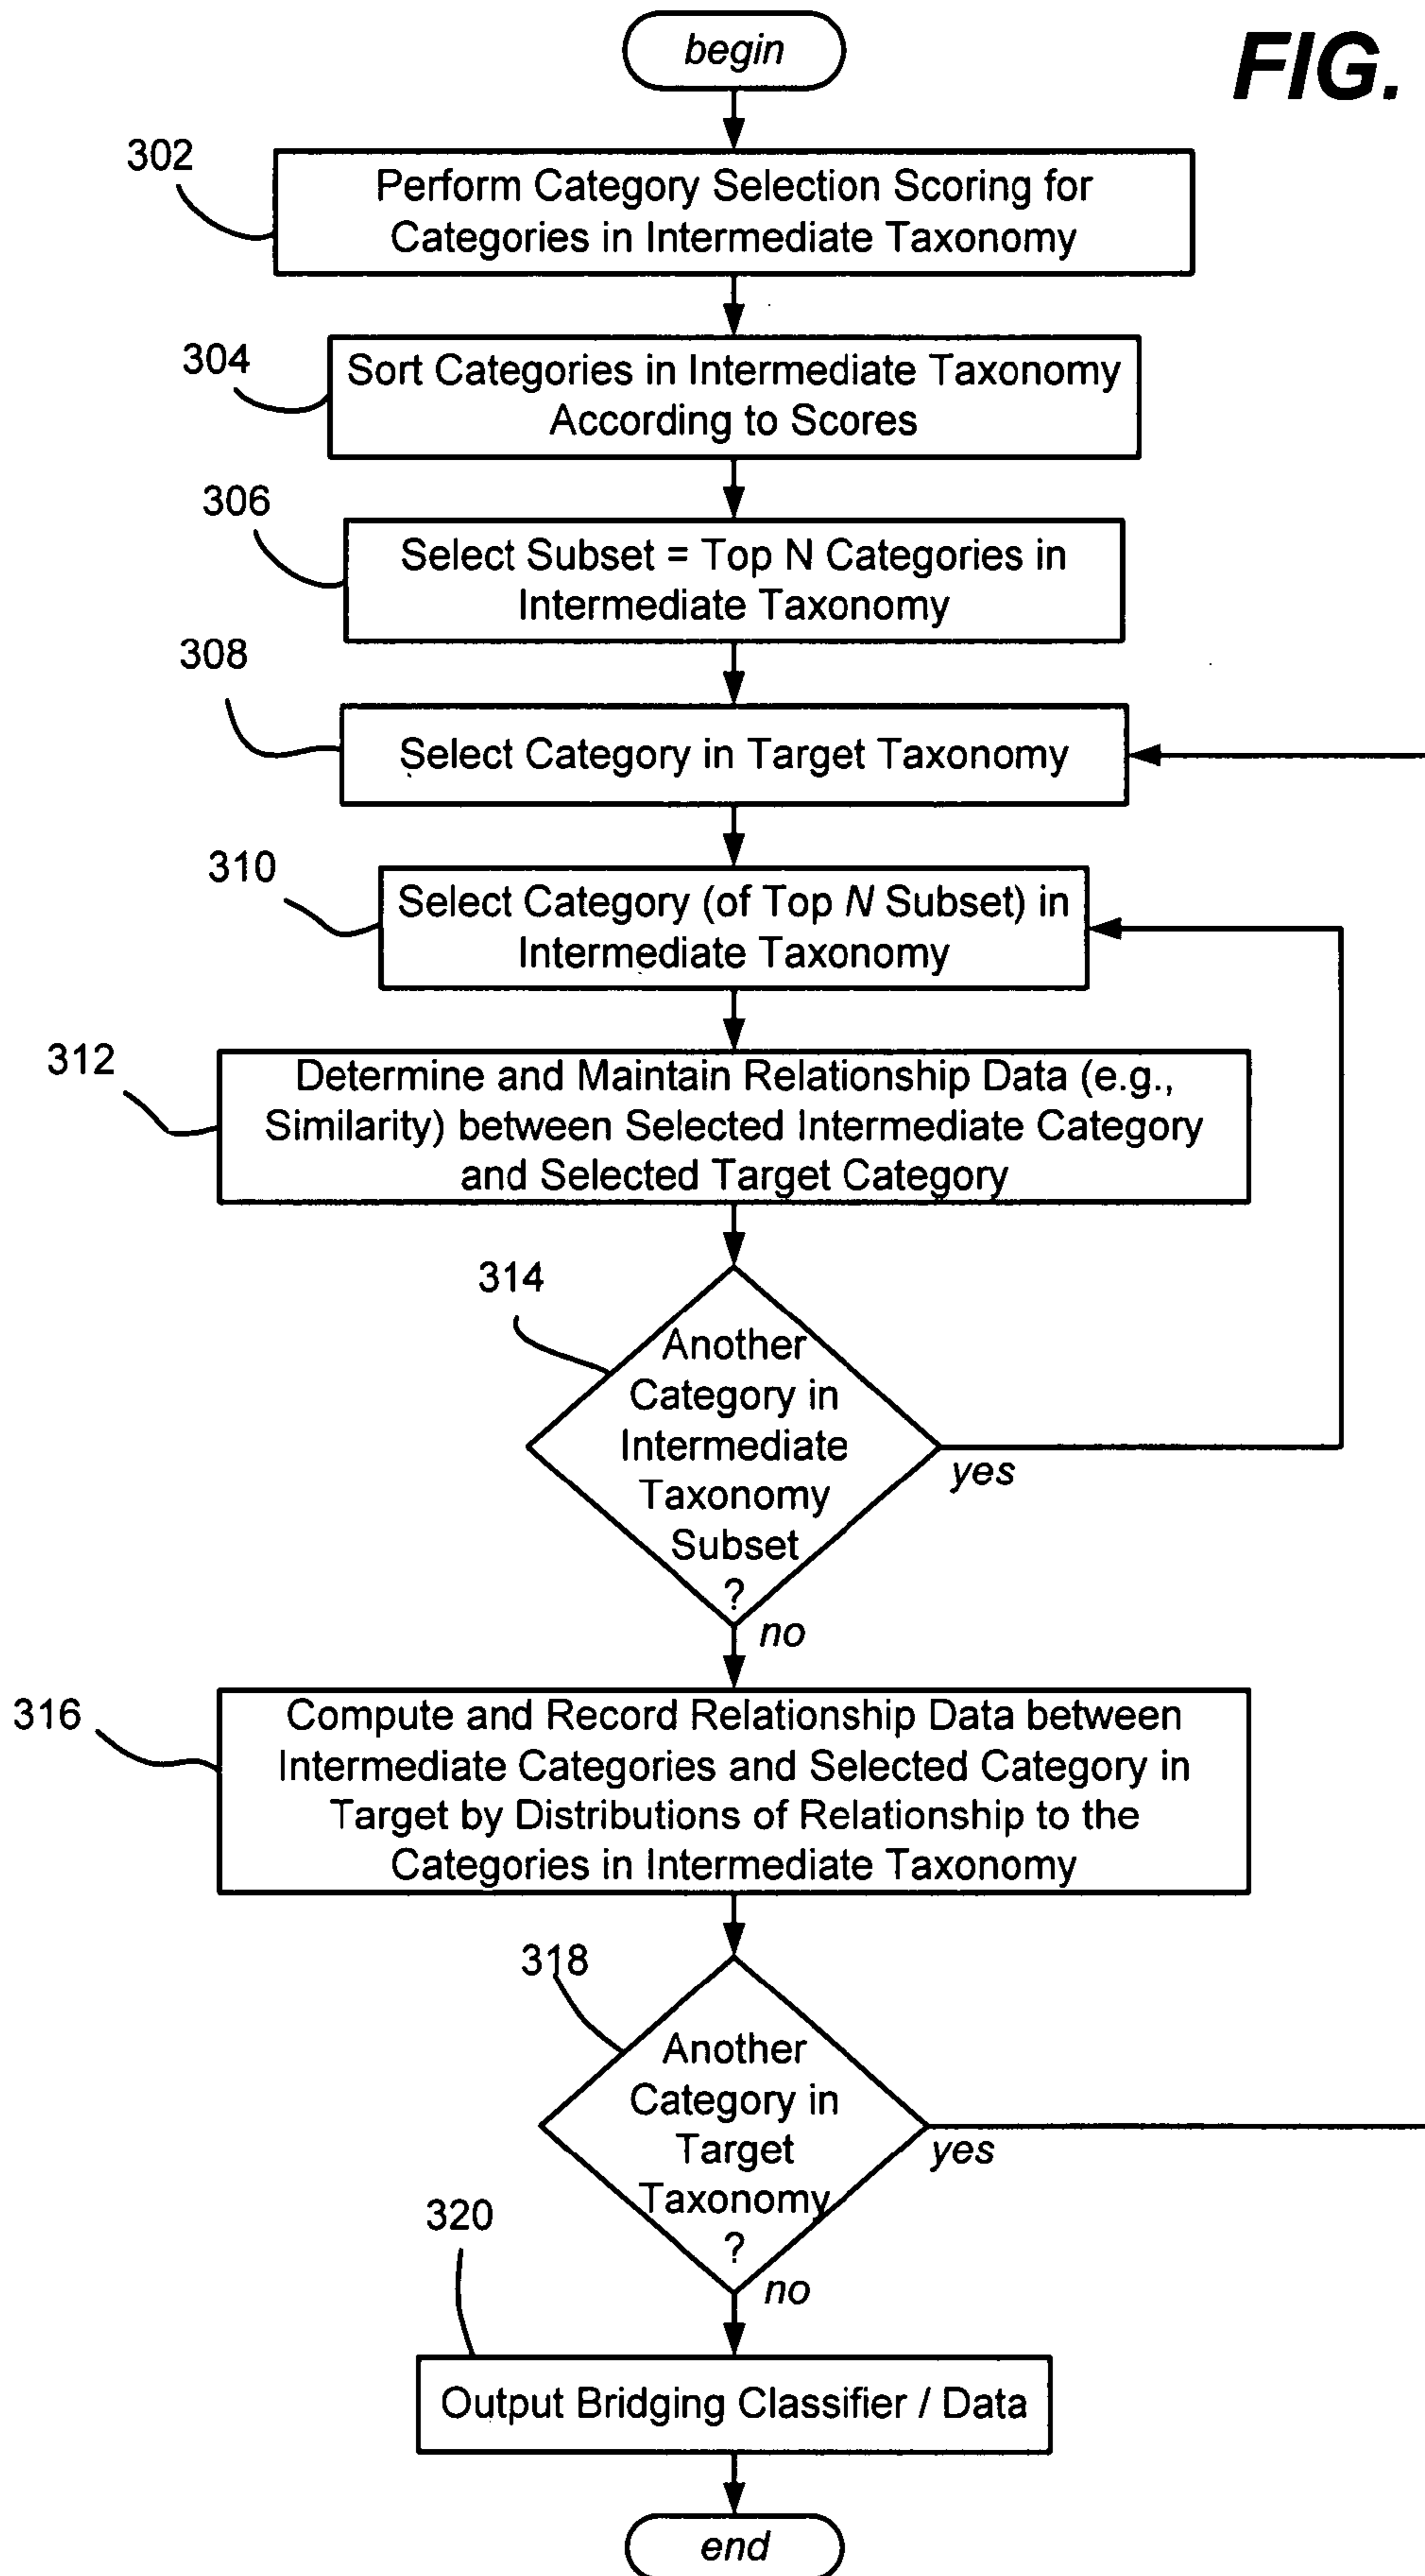 begin
FIG.
302
Perform Category Selection Scoring for
Categories in Intermediate Taxonomy
304
Sort Categories in Intermediate Taxonomy
According to Scores
306
Select Subset = Top N Categories in
Intermediate Taxonomy
308
Select Category in Target Taxonomy
310
Select Category (of Top N Subset) in
Intermediate Taxonomy
312
Determine and Maintain Relationship Data (e.g.,
Similarity) between Selected Intermediate Category
and Selected Target Category
314
Another
Category in
Intermediate
Taxonomy
Subset
?
yes
no
316
Compute and Record Relationship Data between
Intermediate Categories and Selected Category in
Target by Distributions of Relationship to the
Categories in Intermediate Taxonomy
318
Another
Category in
Target
Taxonomy
?
yes
no
320
Output Bridging Classifier / Data
end